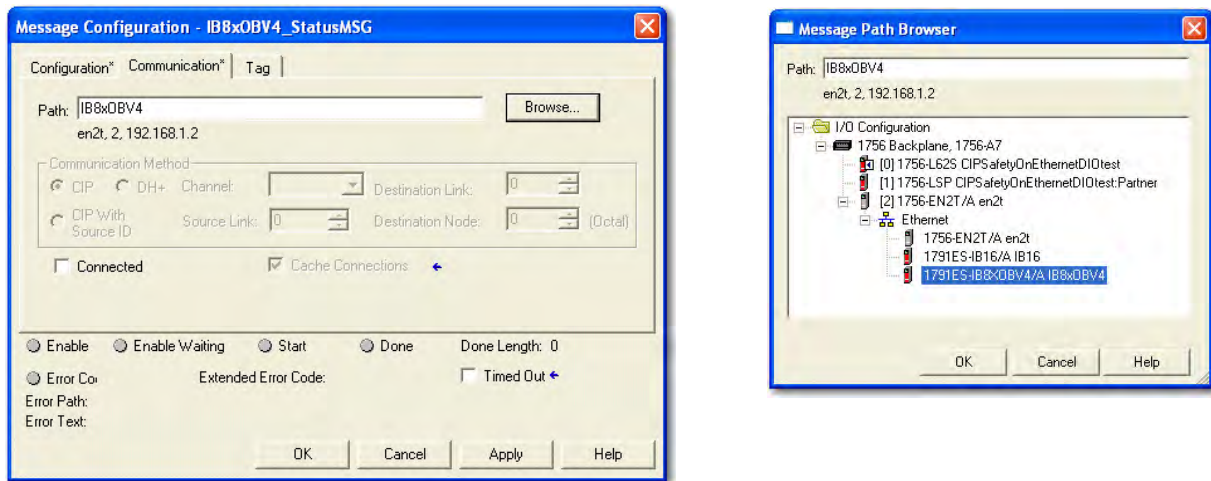 Message Configuration - IB8xOBV4_StatusMSG
Configuration* Communication* Tag
Path: IB8xOBV4 Browse...
en2t, 2, 192.168.1.2
Communication Method
CIP DH+ Channel: Destination Link: 0
CIP With Source ID Source Link: 0 Destination Node: 0 (Octal)
Connected Cache Connections
Enable Enable Waiting Start Done Done Length: 0
Error Co Extended Error Code: Timed Out
Error Path:
Error Text:
OK Cancel Apply Help
Message Path Browser
Path: IB8xOBV4
en2t, 2, 192.168.1.2
I/O Configuration
1756 Backplane, 1756-A7
[0] 1756-L62S CIPSafetyOnEthernetDIOtest
[1] 1756-LSP CIPSafetyOnEthernetDIOtest:Partner
[2] 1756-EN2T/A en2t
Ethernet
1756-EN2T/A en2t
1791ES-IB16/A IB16
1791ES-IB8XOBV4/A IB8xOBV4
OK Cancel Help